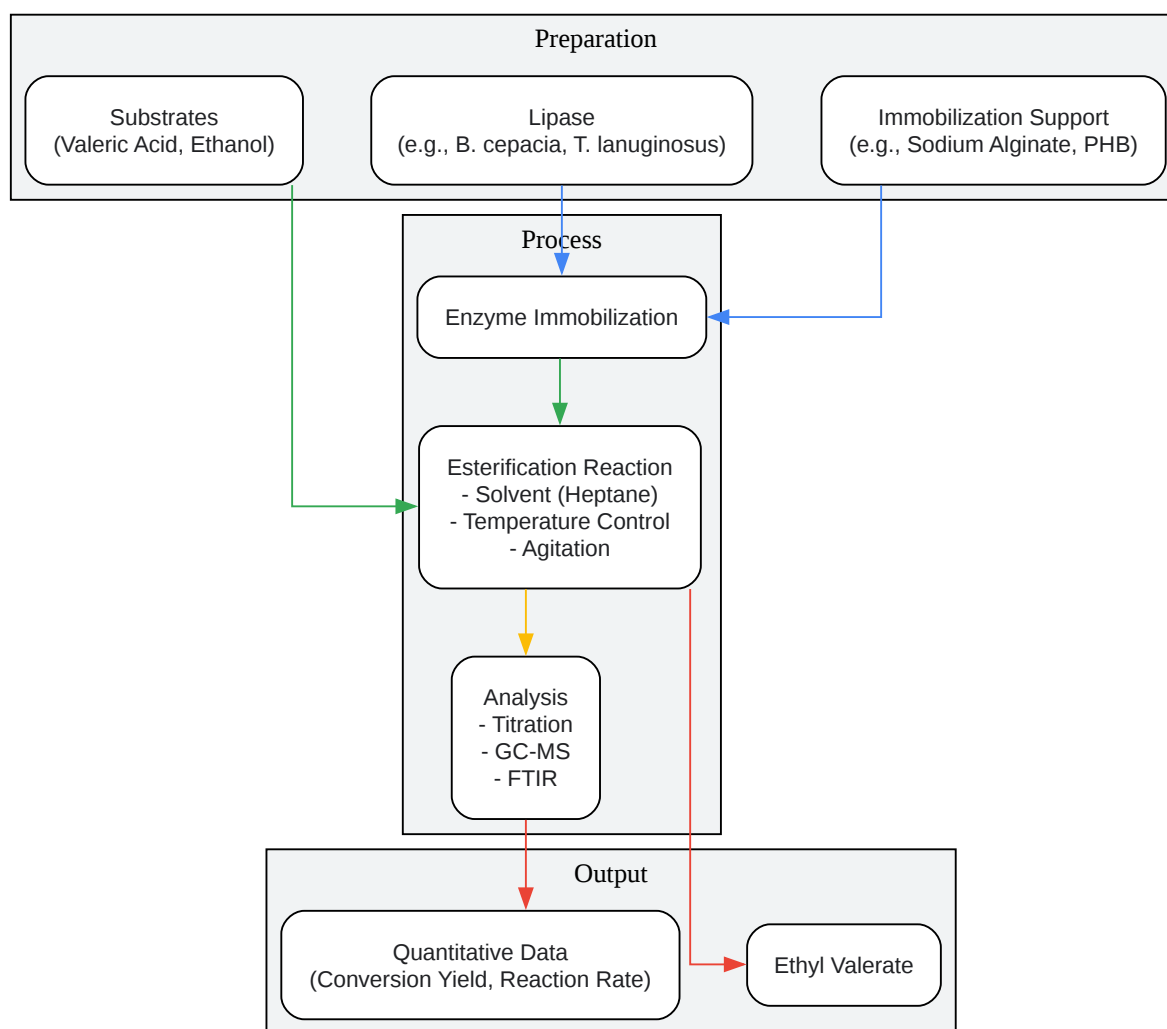 Preparation
Substrates
(Valeric Acid, Ethanol)
Lipase
(e.g., B. cepacia, T. lanuginosus)
Immobilization Support
(e.g., Sodium Alginate, PHB)
Process
Enzyme Immobilization
Esterification Reaction
- Solvent (Heptane)
- Temperature Control
- Agitation
Analysis
- Titration
- GC-MS
- FTIR
Output
Quantitative Data
(Conversion Yield, Reaction Rate)
Ethyl Valerate